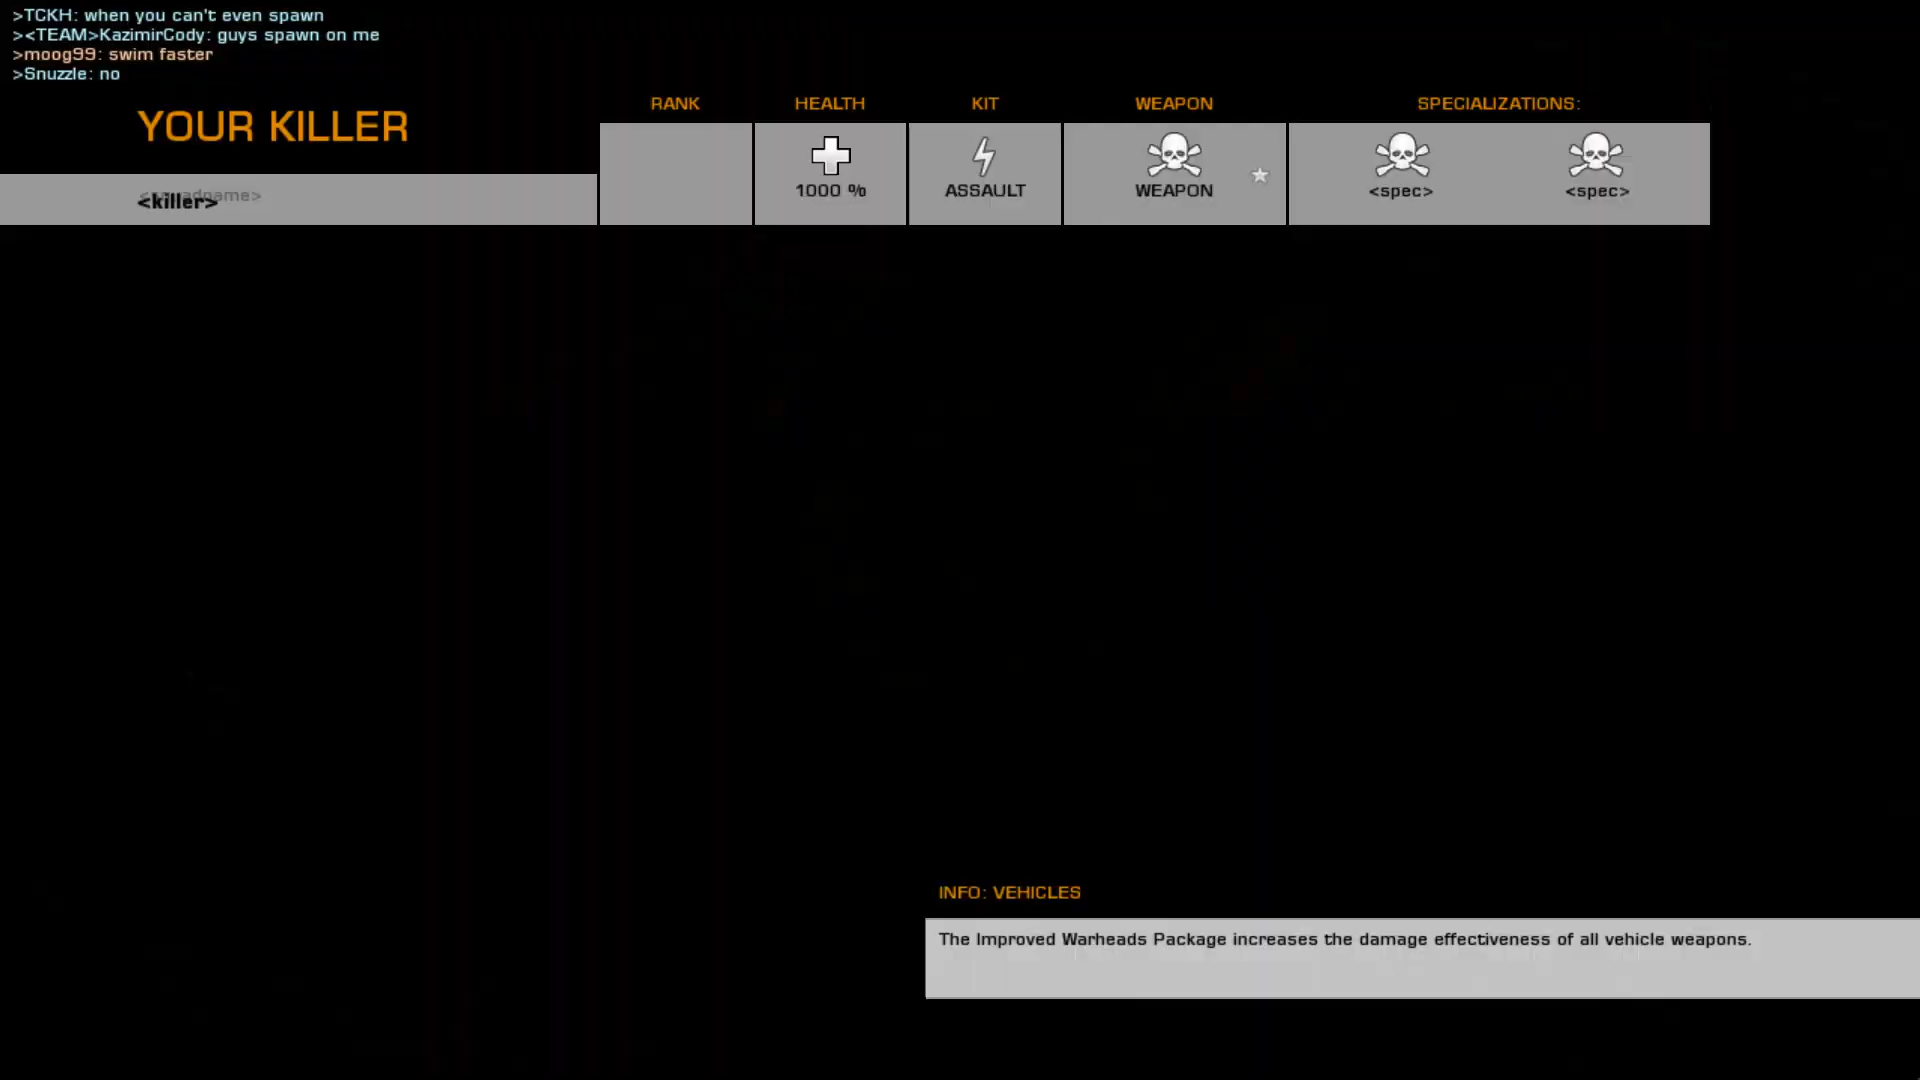 >TCKH: when you can't even spawn
><TEAM>KazimirCody: guys spawn on me
>moog99: swim faster
>Snuzzle: no
YOUR KILLER
RANK
HEALTH
KIT
WEAPON
SPECIALIZATIONS:
<killer>
1000 %
ASSAULT
WEAPON
<spec>
<spec>
INFO: VEHICLES
The Improved Warheads Package increases the damage effectiveness of all vehicle weapons.